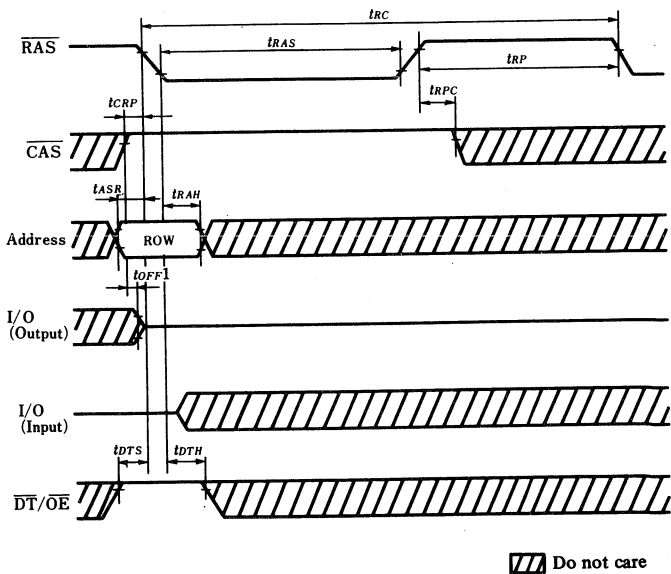 tRC
RAS
tRAS
tRP
tCRP
tRPC
CAS
tASR
tRAH
Address
ROW
tOFF1
I/O
(Output)
I/O
(Input)
tDTS
tDTH
DT/OE
Do not care